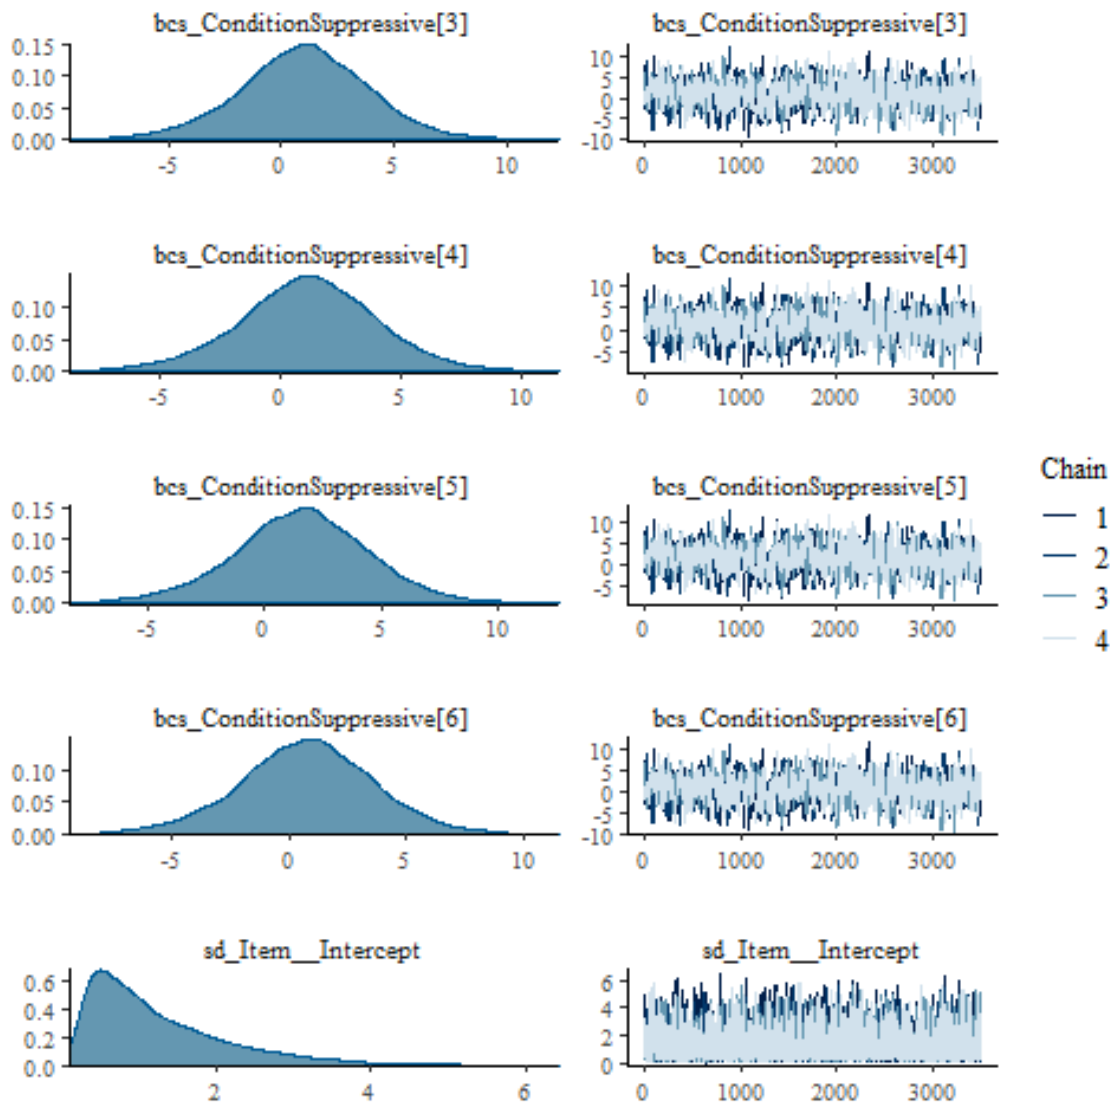 bcs_ConditionSuppressive[3] bcs_ConditionSuppressive[3]
0.15
0.10
0.05
0.00
-5 0 5 10
10
5
0
-5
-10
0 1000 2000 3000
bcs_ConditionSuppressive[4] bcs_ConditionSuppressive[4]
0.10
0.05
0.00
-5 0 5 10
10
5
0
-5
0 1000 2000 3000
bcs_ConditionSuppressive[5] bcs_ConditionSuppressive[5]
0.15
0.10
0.05
0.00
-5 0 5 10
10
5
0
-5
0 1000 2000 3000
bcs_ConditionSuppressive[6] bcs_ConditionSuppressive[6]
0.10
0.05
0.00
-5 0 5 10
10
5
0
-5
-10
0 1000 2000 3000
sd_Item__Intercept sd_Item__Intercept
0.6
0.4
0.2
0.0
2 4 6
6
4
2
0
0 1000 2000 3000
Chain
1
2
3
4